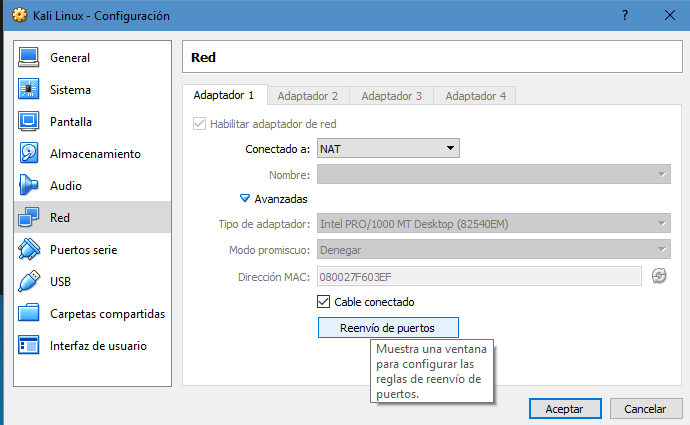 Kali Linux - Configuración
?
General
Sistema
Pantalla
Almacenamiento
Audio
Red
Puertos serie
USB
Carpetas compartidas
Interfaz de usuario
Red
Adaptador 1 Adaptador 2 Adaptador 3 Adaptador 4
Habilitar adaptador de red
Conectado a: NAT
Nombre:
Avanzadas
Tipo de adaptador: Intel PRO/1000 MT Desktop (82540EM)
Modo promiscuo: Denegar
Dirección MAC: 080027F603EF
Cable conectado
Reenvío de puertos
Muestra una ventana
para configurar las
reglas de reenvío de
puertos.
Aceptar Cancelar